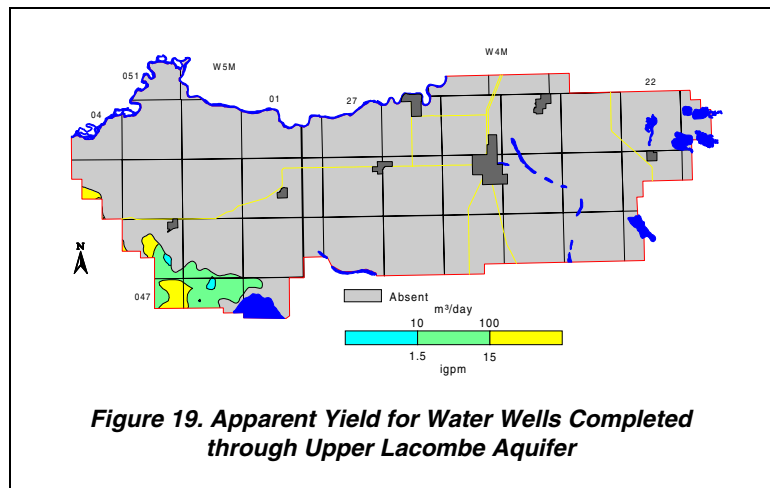 W4M
051
W5M
22
01
27
04
N
047
Absent
m³/day
10 100
1.5 15
igpm
Figure 19. Apparent Yield for Water Wells Completed
through Upper Lacombe Aquifer